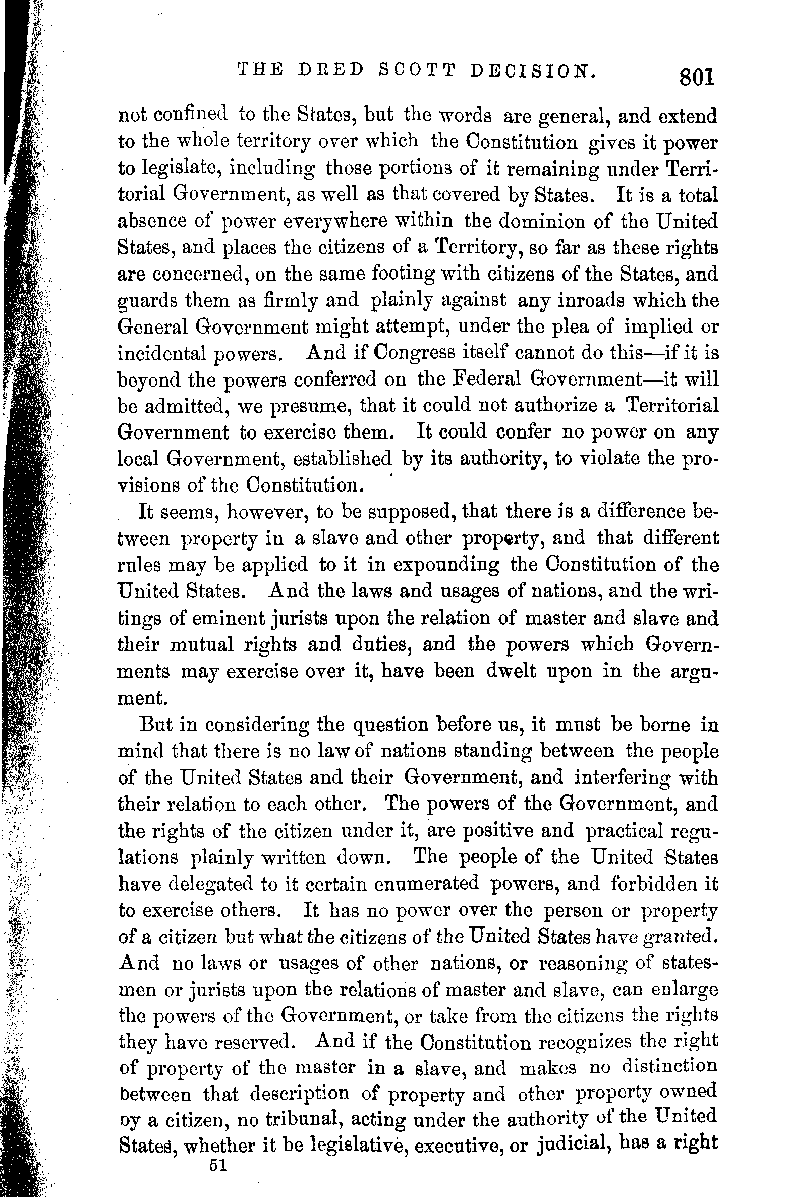 THE DRED SCOTT DECISION. 801
not confined to the States, but the words are general, and extend
to the whole territory over which the Constitution gives it power
to legislate, including those portions of it remaining under Terri-
torial Government, as well as that covered by States. It is a total
absence of power everywhere within the dominion of the United
States, and places the citizens of a Territory, so far as these rights
are concerned, on the same footing with citizens of the States, and
guards them as firmly and plainly against any inroads which the
General Government might attempt, under the plea of implied or
incidental powers. And if Congress itself cannot do this—if it is
beyond the powers conferred on the Federal Government—it will
be admitted, we presume, that it could not authorize a Territorial
Government to exercise them. It could confer no power on any
local Government, established by its authority, to violate the pro-
visions of the Constitution.
It seems, however, to be supposed, that there is a difference be-
tween property in a slave and other property, and that different
rules may be applied to it in expounding the Constitution of the
United States. And the laws and usages of nations, and the wri-
tings of eminent jurists upon the relation of master and slave and
their mutual rights and duties, and the powers which Govern-
ments may exercise over it, have been dwelt upon in the argu-
ment.
But in considering the question before us, it must be borne in
mind that there is no law of nations standing between the people
of the United States and their Government, and interfering with
their relation to each other. The powers of the Government, and
the rights of the citizen under it, are positive and practical regu-
lations plainly written down. The people of the United States
have delegated to it certain enumerated powers, and forbidden it
to exercise others. It has no power over the person or property
of a citizen but what the citizens of the United States have granted.
And no laws or usages of other nations, or reasoning of states-
men or jurists upon the relations of master and slave, can enlarge
the powers of the Government, or take from the citizens the rights
they have reserved. And if the Constitution recognizes the right
of property of the master in a slave, and makes no distinction
between that description of property and other property owned
by a citizen, no tribunal, acting under the authority of the United
States, whether it be legislative, executive, or judicial, has a right
51